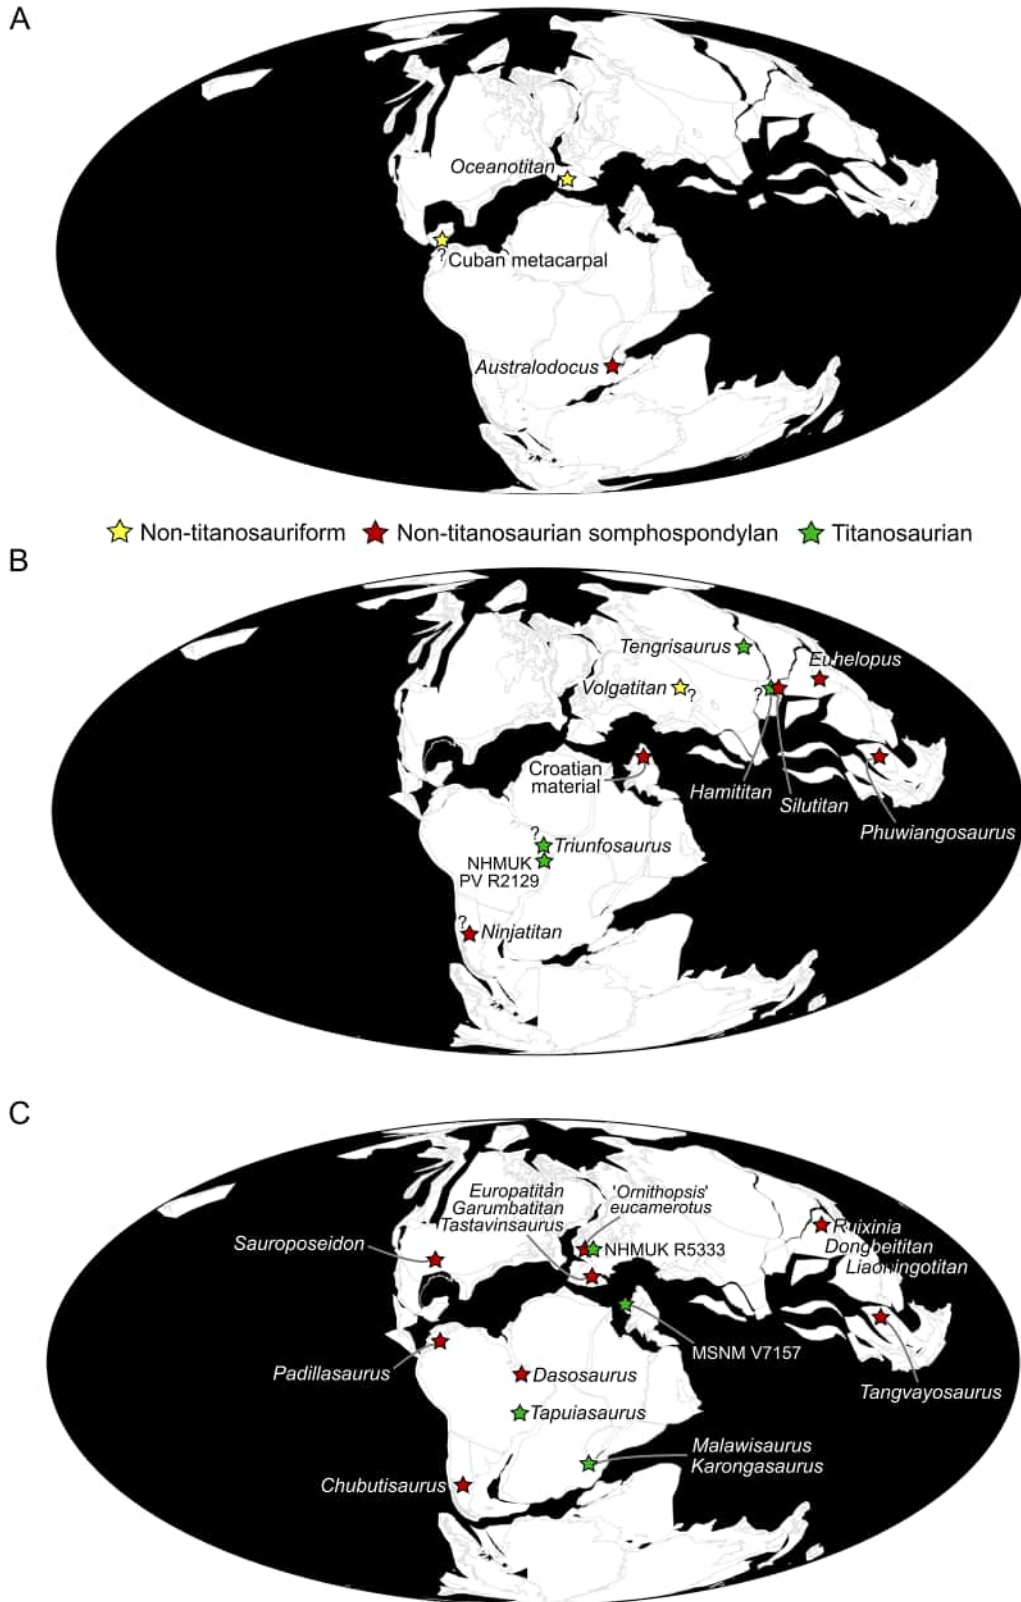 A
Oceanotitan
?
Cuban metacarpal
Australodocus
Non-titanosauriform
Non-titanosaurian somphospondylan
Titanosaurian
B
Tengrisaurus
Euhelopus
Volgatitan
?
?
Croatian
material
Hamititan
Silutitan
Phuwiangosaurus
?
Triunfosaurus
NHMUK
PV R2129
?
Ninjatitan
C
Europatitan
Garumbatitan
Tastavinsaurus
'Ornithopsis'
eucamerotus
Ruixinia
Dongbeititan
Liaoningotitan
Sauroposeidon
NHMUK R5333
MSNM V7157
Padillasaurus
Dasosaurus
Tangvayosaurus
Tapuiasaurus
Malawisaurus
Karongasaurus
Chubutisaurus